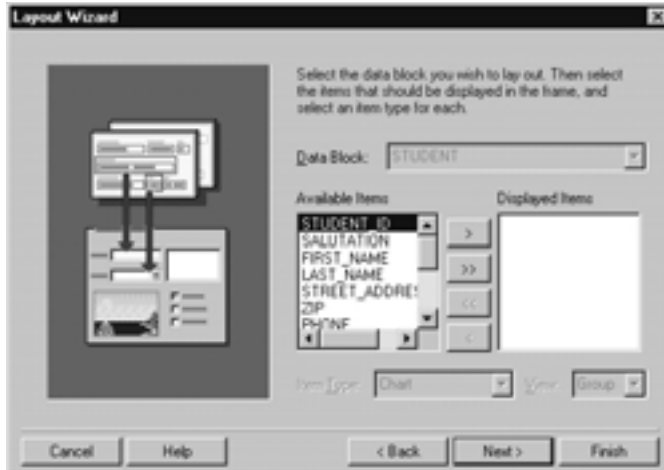 Layout Wizard
Select the data block you wish to lay out. Then select
the items that should be displayed in the frame, and
select an item type for each.
Data Block: STUDENT
Available Items
Displayed Items
STUDENT_ID
SALUTATION
FIRST_NAME
LAST_NAME
STREET_ADDRES
ZIP
PHONE
>
>>
<<
<
Item Type: Chart View: Group
Cancel Help < Back Next > Finish